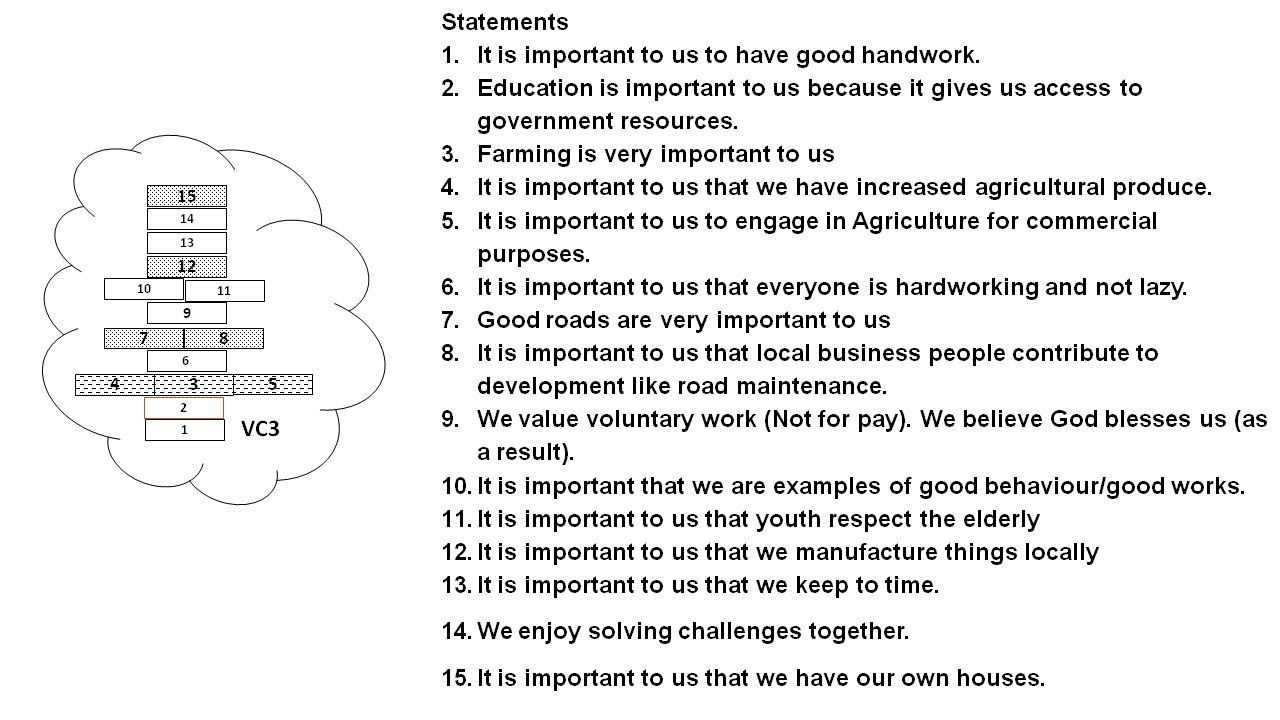 Statements
1. It is important to us to have good handwork.
2. Education is important to us because it gives us access to
government resources.
3. Farming is very important to us
4. It is important to us that we have increased agricultural produce.
5. It is important to us to engage in Agriculture for commercial
purposes.
6. It is important to us that everyone is hardworking and not lazy.
7. Good roads are very important to us
8. It is important to us that local business people contribute to
development like road maintenance.
9. We value voluntary work (Not for pay). We believe God blesses us (as
a result).
10. It is important that we are examples of good behaviour/good works.
11. It is important to us that youth respect the elderly
12. It is important to us that we manufacture things locally
13. It is important to us that we keep to time.
14. We enjoy solving challenges together.
15. It is important to us that we have our own houses.
15
14
13
12
10 11
9
7 8
6
4 3 5
2
1 VC3